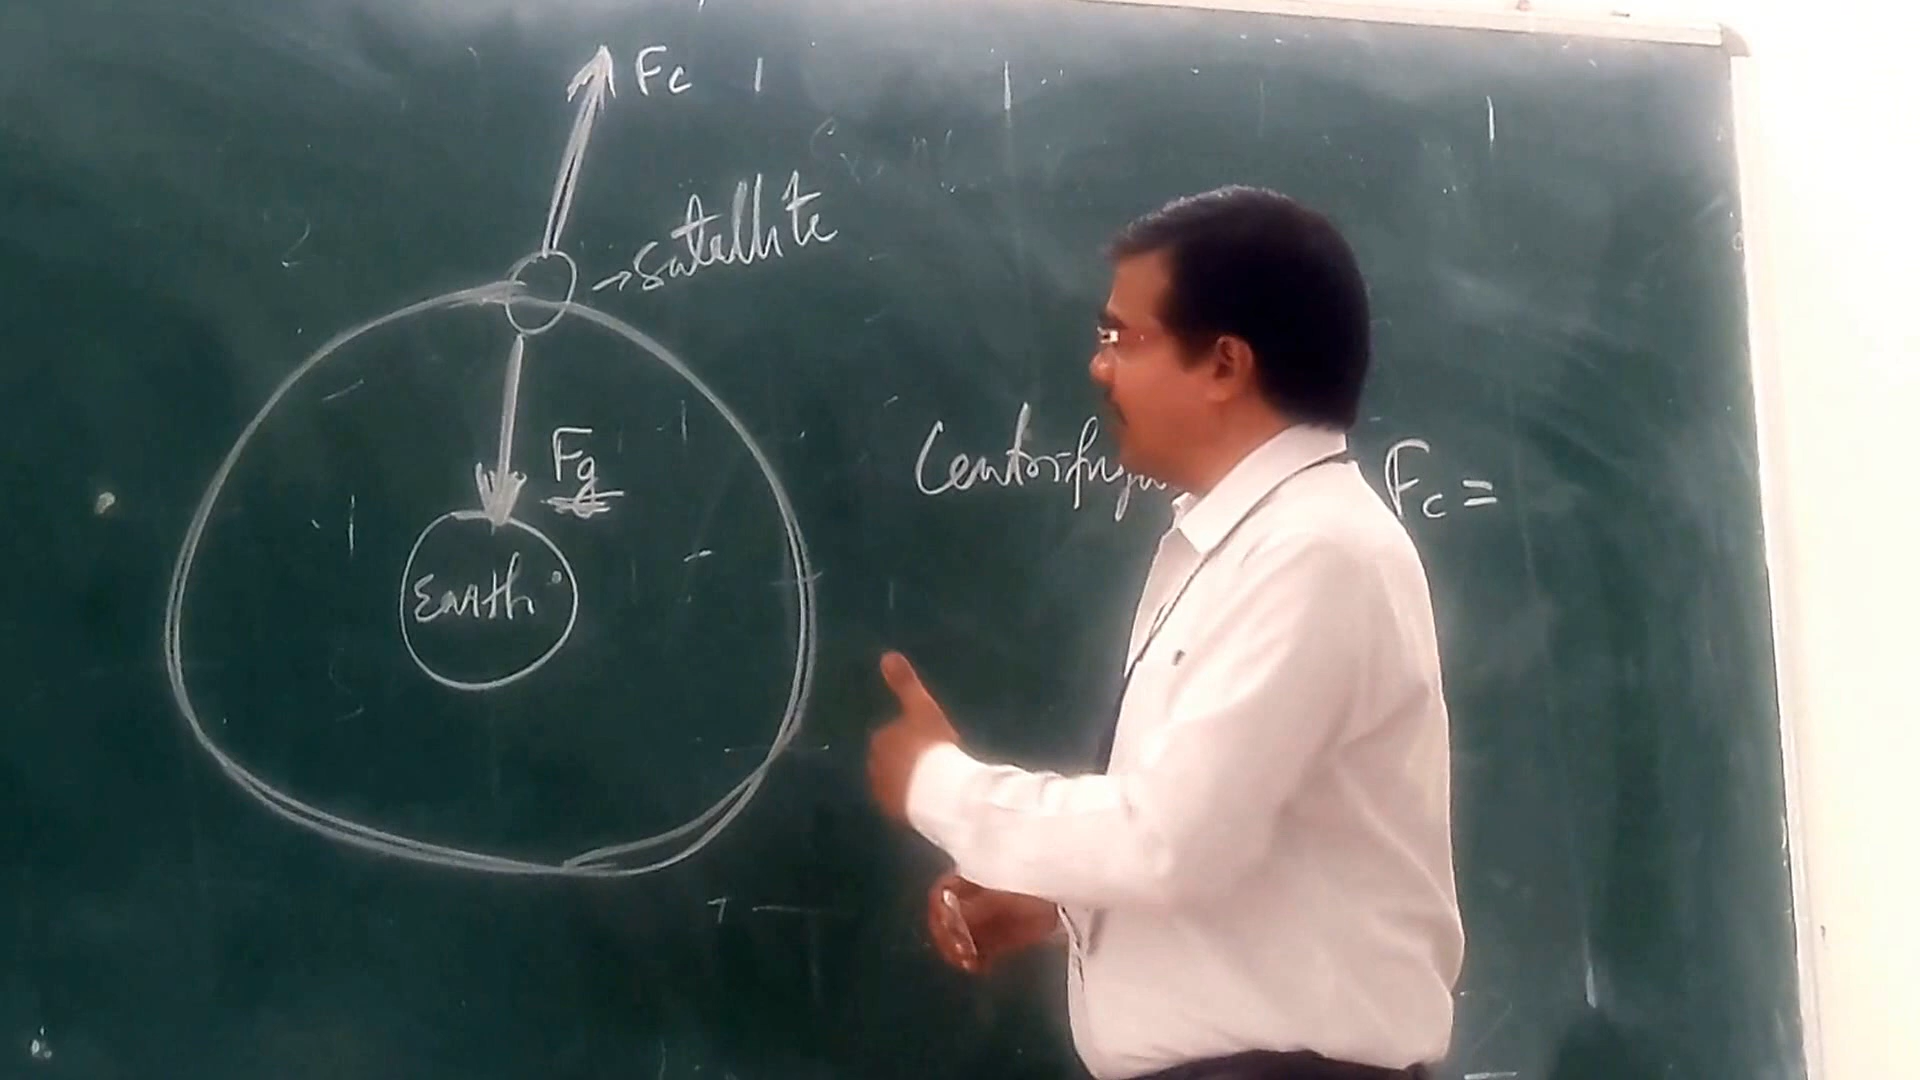 Fc
→satellite
Fg
Earth
Fc =